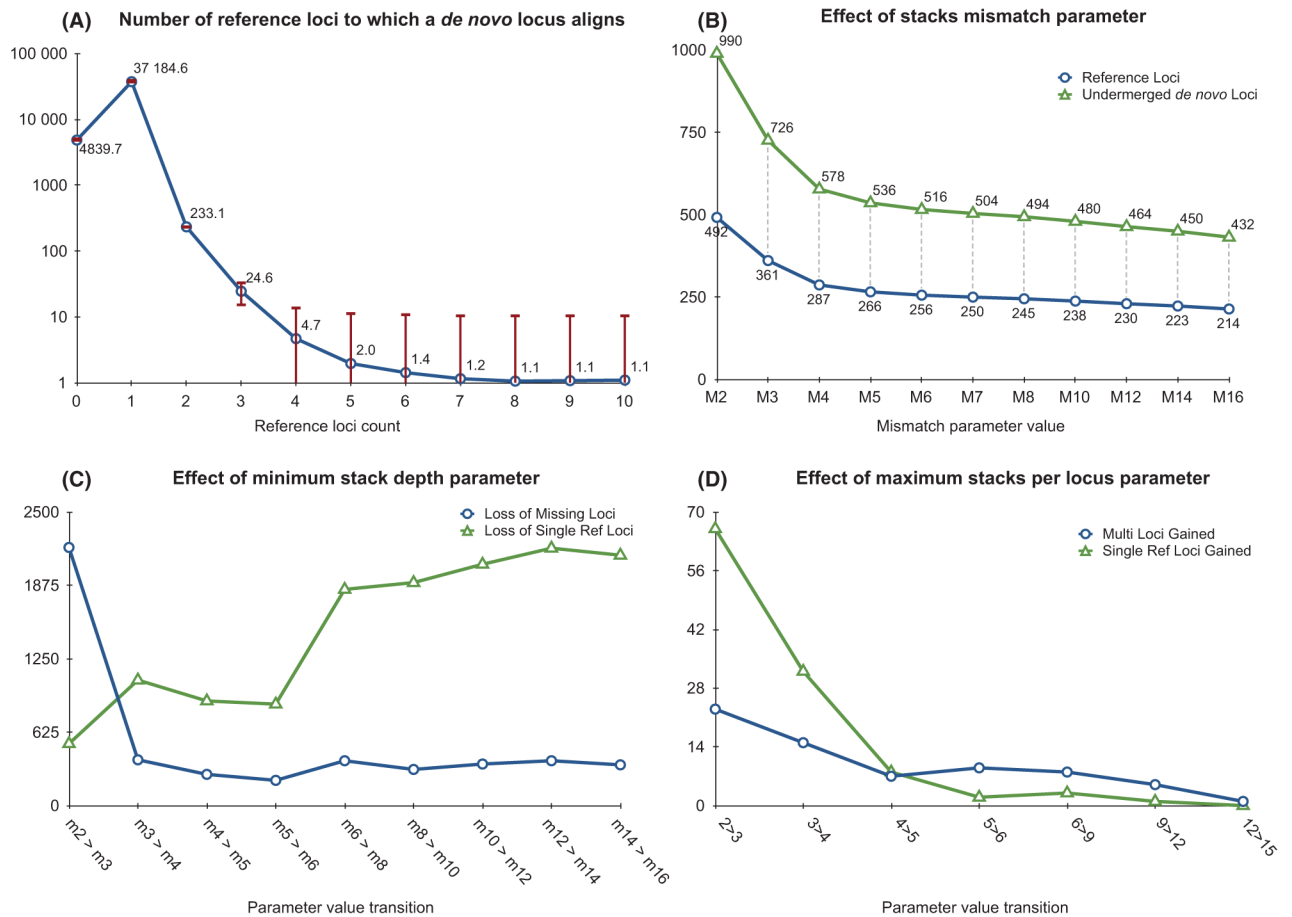 (A) Number of reference loci to which a de novo locus aligns
100 000
10 000
1000
100
10
1
4839.7
37 184.6
233.1
24.6
4.7
2.0
1.4
1.2
1.1
1.1
1.1
0 1 2 3 4 5 6 7 8 9 10
Reference loci count
(B) Effect of stacks mismatch parameter
Reference Loci
Undermerged de novo Loci
1000
750
500
250
0
990
726
578
536
516
504
494
480
464
450
432
492
361
287
266
256
250
245
238
230
223
214
M2 M3 M4 M5 M6 M7 M8 M10 M12 M14 M16
Mismatch parameter value
(C) Effect of minimum stack depth parameter
Loss of Missing Loci
Loss of Single Ref Loci
2500
1875
1250
625
0
m2 > m3
m3 > m4
m4 > m5
m5 > m6
m6 > m8
m8 > m10
m10 > m12
m12 > m14
m14 > m16
Parameter value transition
(D) Effect of maximum stacks per locus parameter
Multi Loci Gained
Single Ref Loci Gained
70
56
42
28
14
0
2>3
3>4
4>5
5>6
6>9
9>12
12>15
Parameter value transition